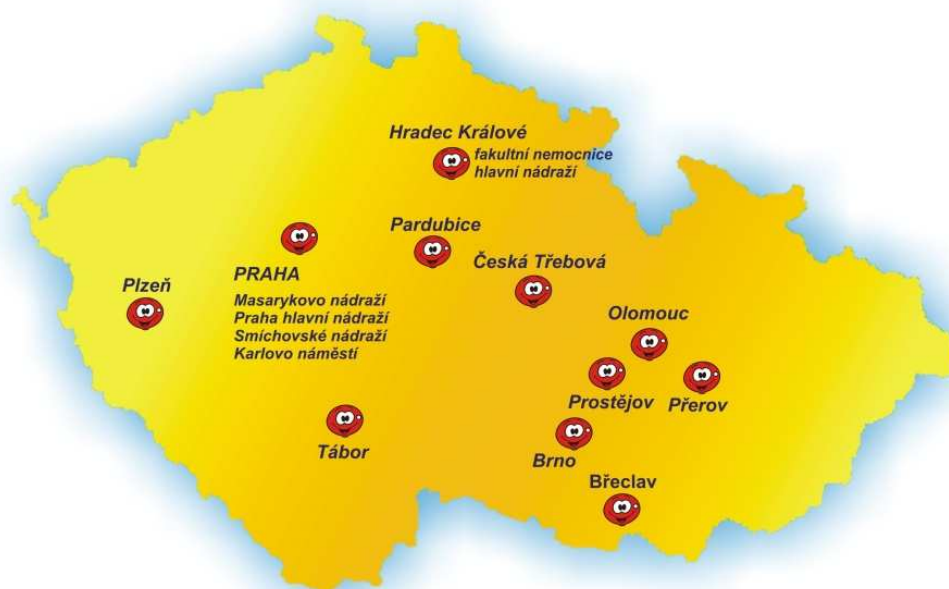 Hradec Králové
fakultní nemocnice
hlavní nádraží
Pardubice
Česká Třebová
PRAHA
Masarykovo nádraží
Praha hlavní nádraží
Smíchovské nádraží
Karlovo náměstí
Plzeň
Olomouc
Prostějov
Přerov
Tábor
Brno
Břeclav